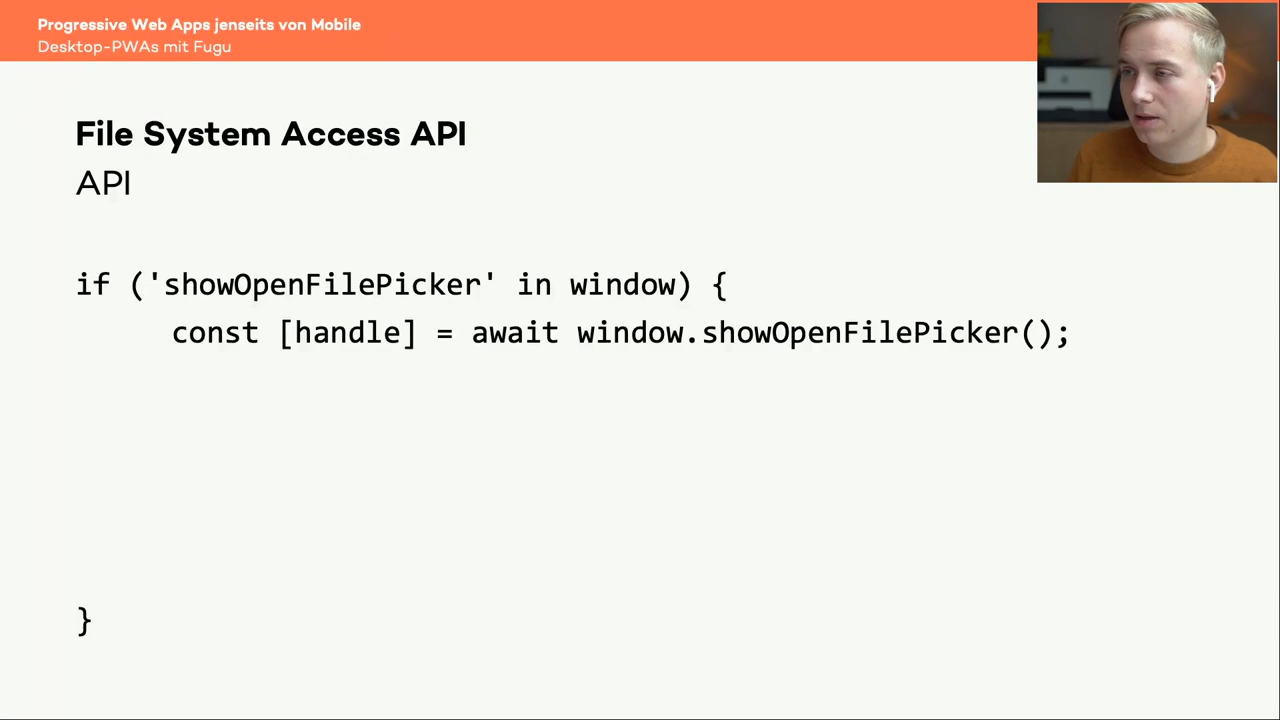 Progressive Web Apps jenseits von Mobile
Desktop-PWAs mit Fugu
File System Access API
API
if ('showOpenFilePicker' in window) {
const [handle] = await window.showOpenFilePicker();
}